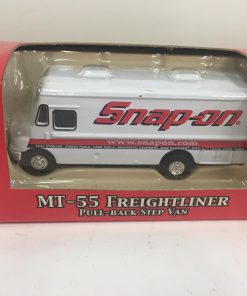 Snap-on
www.snapon.com
MT-55 FREIGHTLINER
PULL-BACK STEP VAN